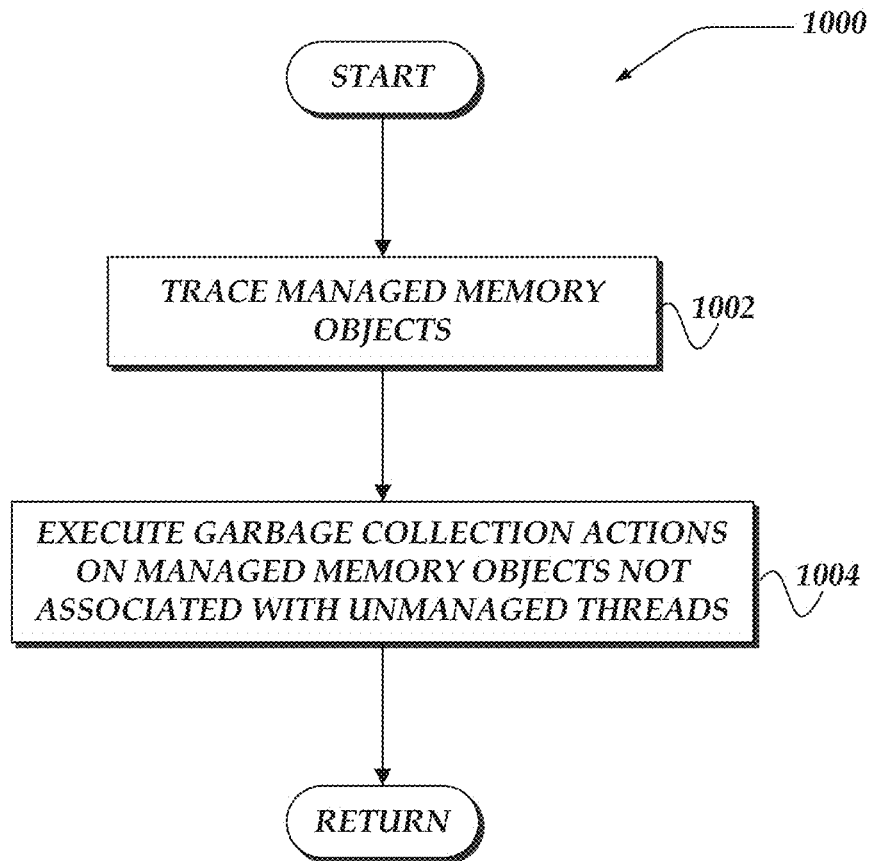 1000
START
TRACE MANAGED MEMORY
OBJECTS
1002
EXECUTE GARBAGE COLLECTION ACTIONS
ON MANAGED MEMORY OBJECTS NOT
ASSOCIATED WITH UNMANAGED THREADS
1004
RETURN